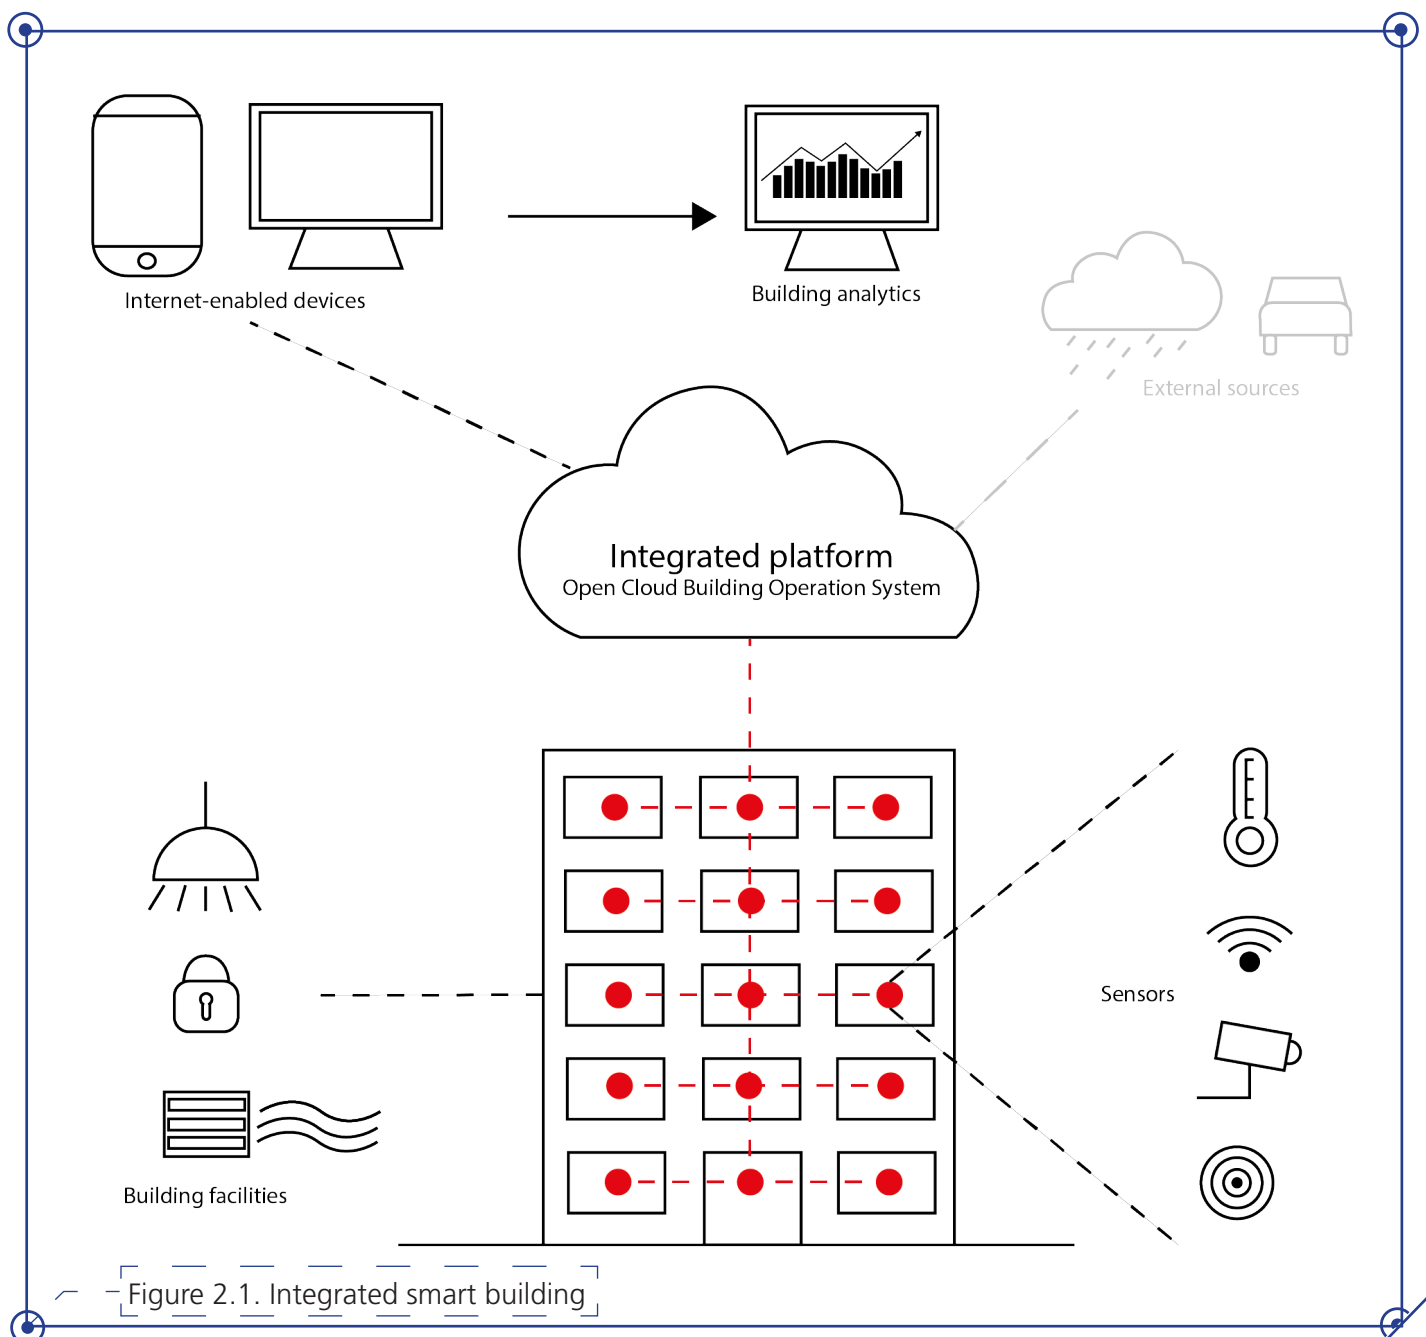 Internet-enabled devices
Building analytics
External sources
Integrated platform
Open Cloud Building Operation System
Sensors
Building facilities
Figure 2.1. Integrated smart building